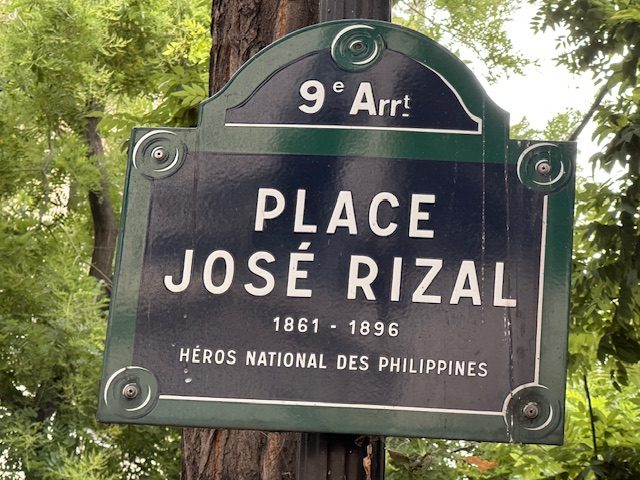 9e Arrt
PLACE
JOSÉ RIZAL
1861 - 1896
HÉROS NATIONAL DES PHILIPPINES